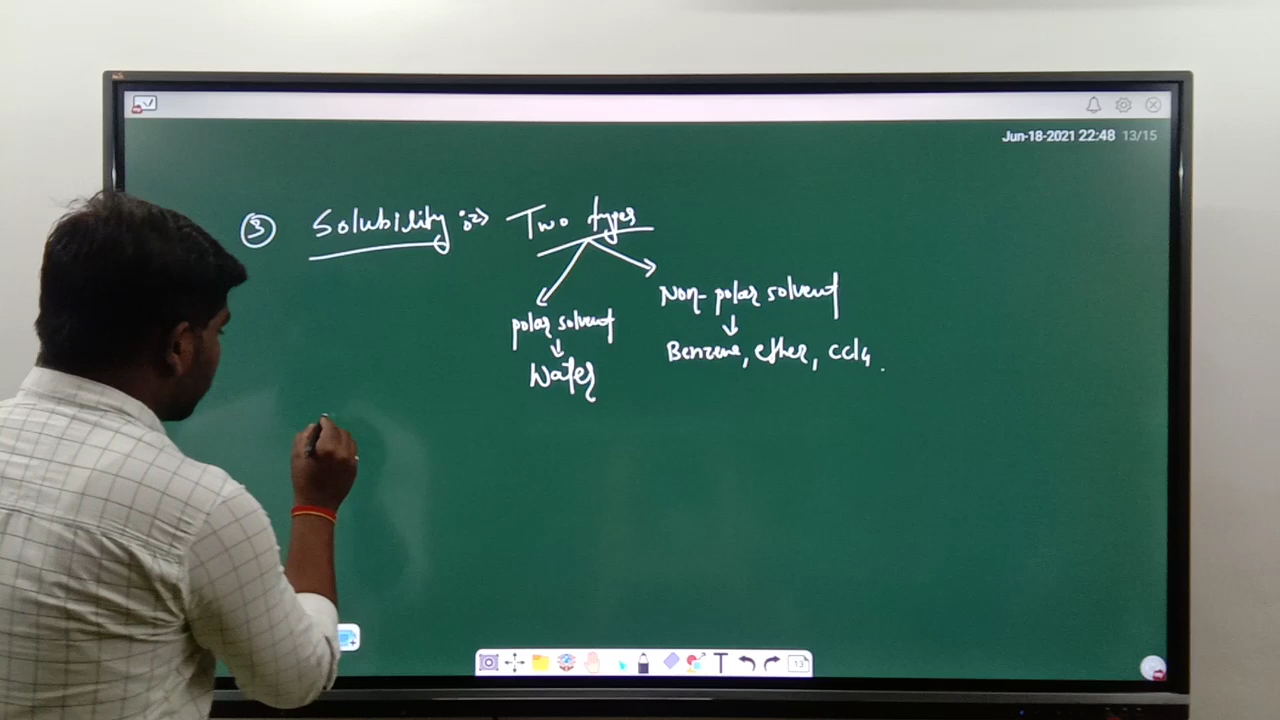 Jun-18-2021 22:48 13/15
③ Solubility :⇒ Two types
Non-polar solvent
polar solvent
Benzene, ether, CCl4.
Water
T
13